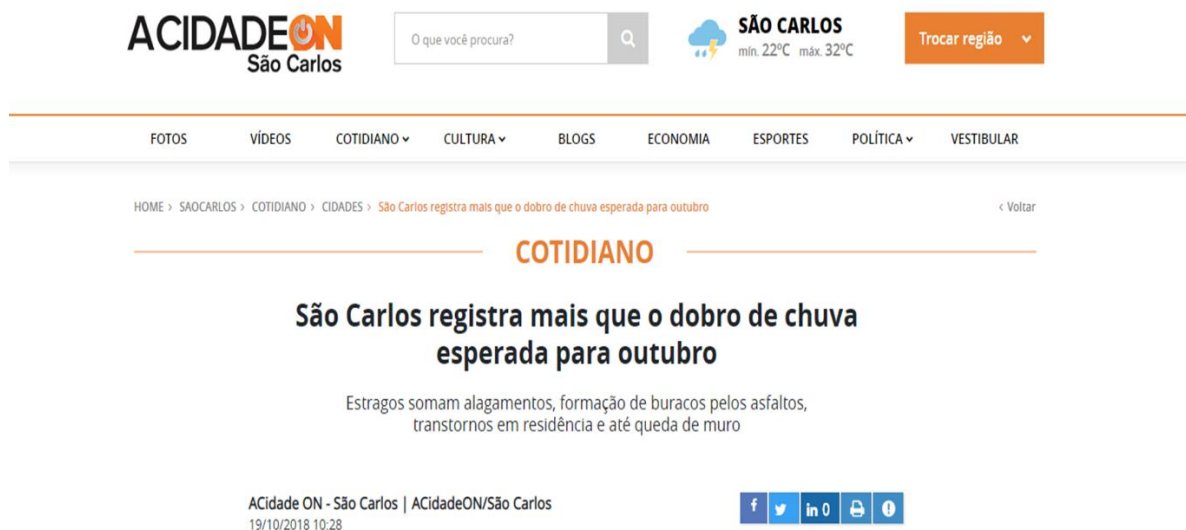 ACIDADE ON
São Carlos
O que você procura?
SÃO CARLOS
mín. 22ºC máx. 32ºC
Trocar região
FOTOS VÍDEOS COTIDIANO CULTURA BLOGS ECONOMIA ESPORTES POLÍTICA VESTIBULAR
HOME > SAOCARLOS > COTIDIANO > CIDADES > São Carlos registra mais que o dobro de chuva esperada para outubro
< Voltar
COTIDIANO
São Carlos registra mais que o dobro de chuva
esperada para outubro
Estragos somam alagamentos, formação de buracos pelos asfaltos,
transtornos em residência e até queda de muro
ACidade ON - São Carlos | ACidadeON/São Carlos
19/10/2018 10:28
f in 0